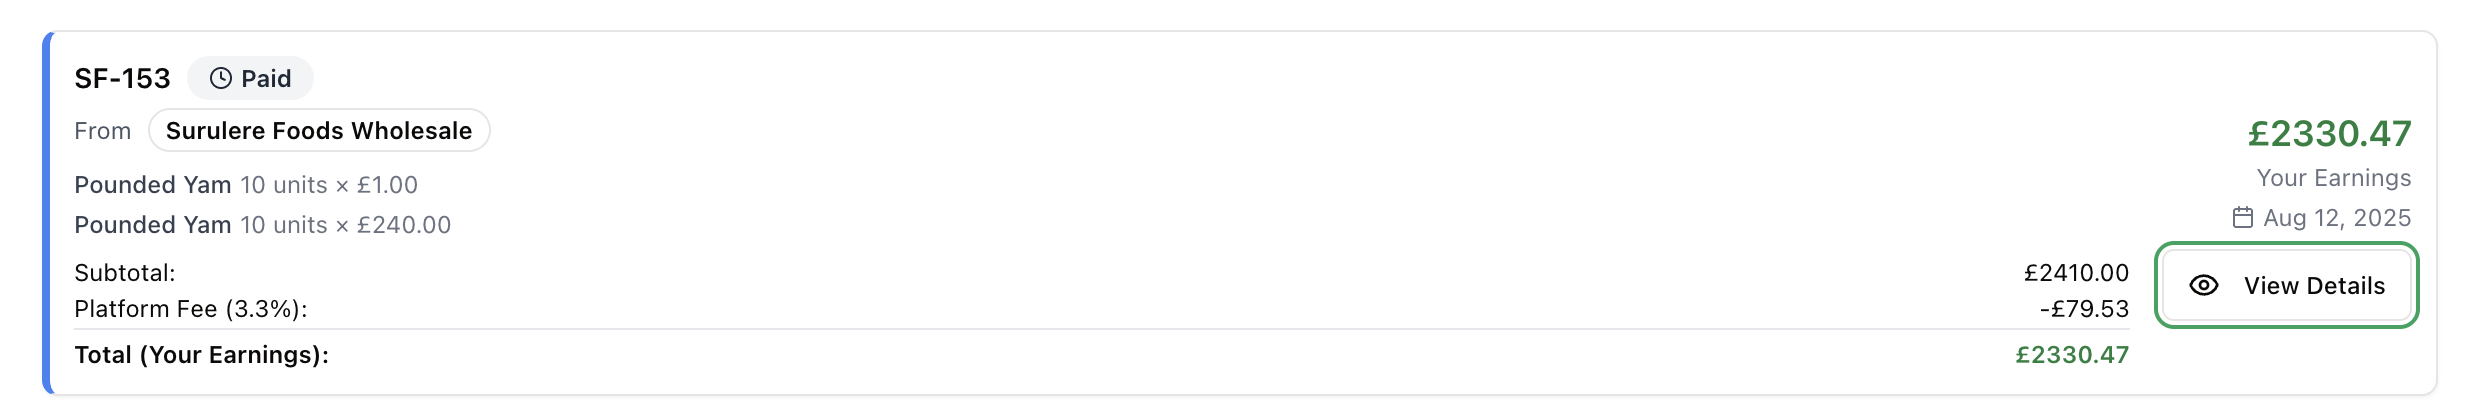 SF-153 Paid
From Surulere Foods Wholesale
Pounded Yam 10 units × £1.00
Pounded Yam 10 units × £240.00
Subtotal: £2410.00
Platform Fee (3.3%): -£79.53
Total (Your Earnings): £2330.47
£2330.47
Your Earnings
Aug 12, 2025
View Details